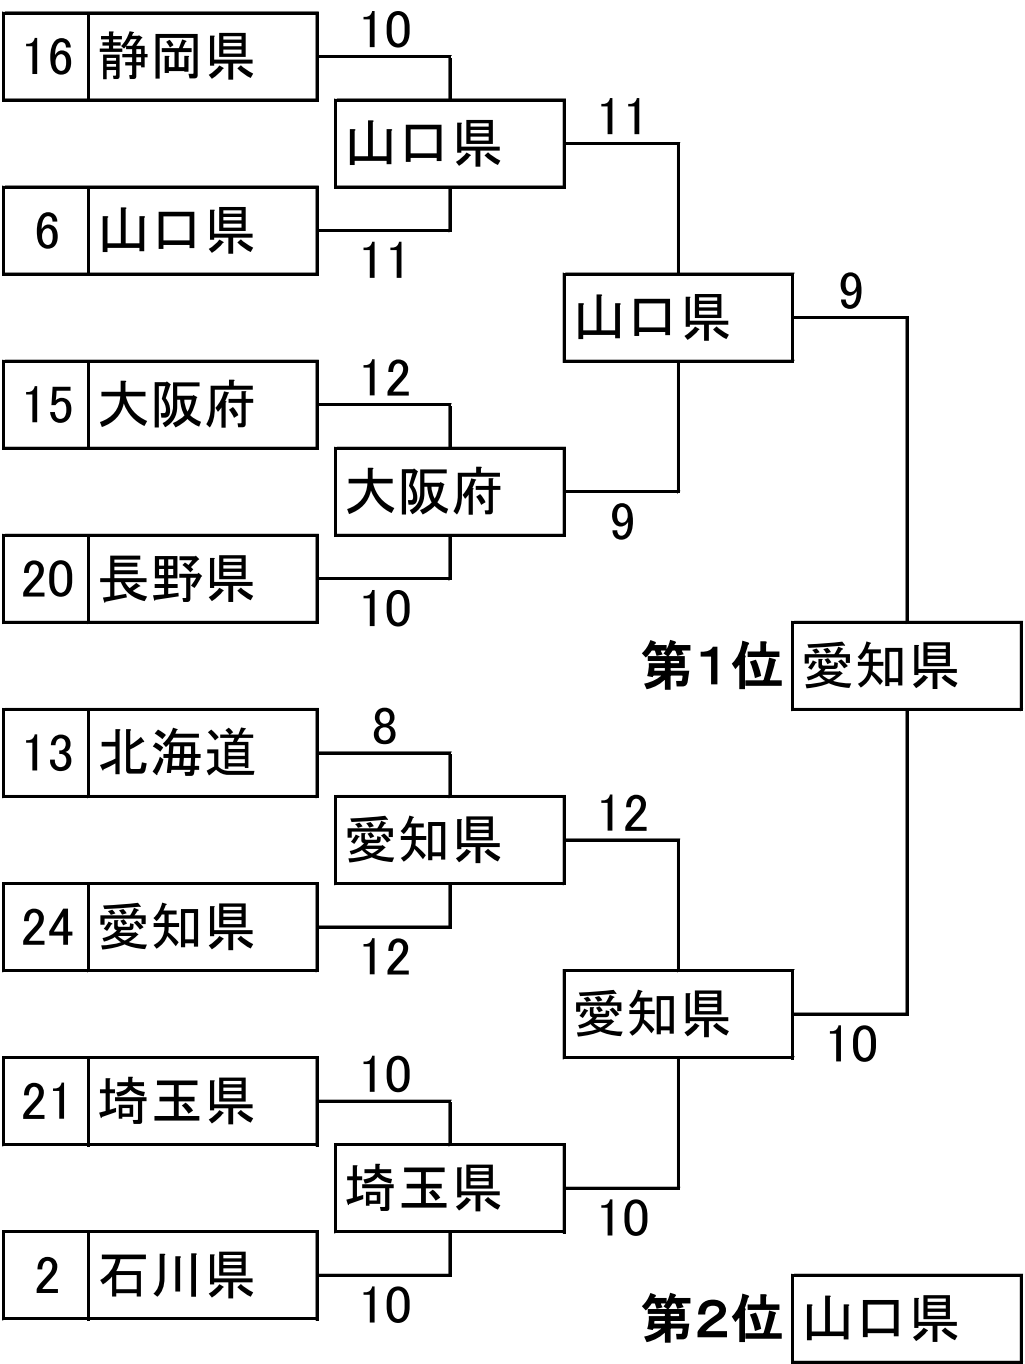 10
16 静岡県
山口県 11
6 山口県
11
山口県 9
12
15 大阪府
大阪府
9
20 長野県
10
第1位 愛知県
8
13 北海道
愛知県 12
24 愛知県
12
愛知県
10
10
21 埼玉県
埼玉県
10
2 石川県
10
第2位 山口県